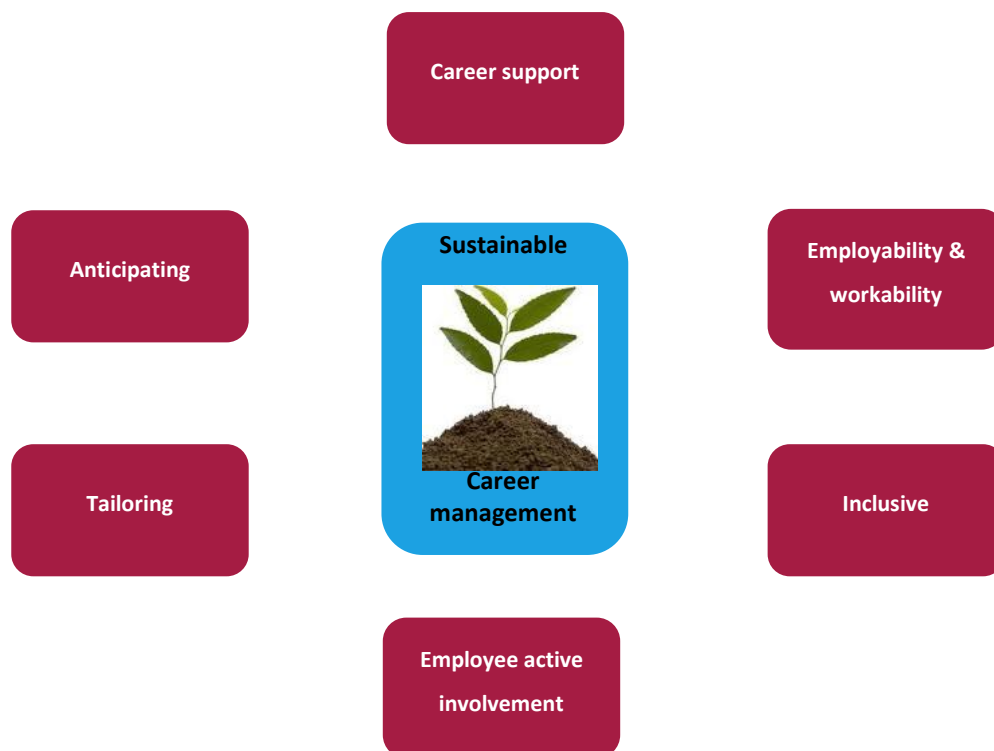 Career support
Anticipating
Sustainable
Employability &
workability
Tailoring
Career
management
Inclusive
Employee active
involvement